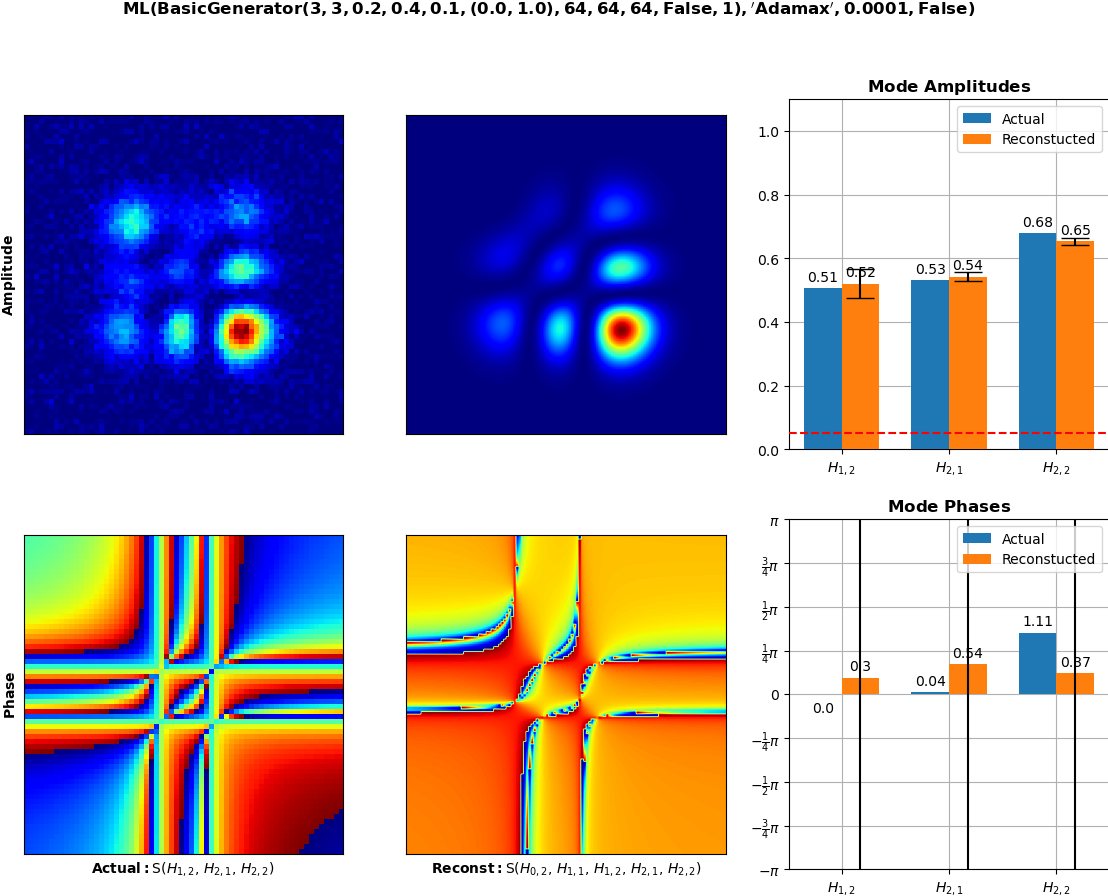 ML(BasicGenerator(3, 3, 0.2, 0.4, 0.1, (0.0, 1.0), 64, 64, 64, False, 1), ′Adamax′, 0.0001, False)
Amplitude
Mode Amplitudes
Actual
Reconstucted
1.0
0.8
0.6
0.4
0.2
0.0
0.51
0.52
0.53
0.54
0.68
0.65
H1, 2
H2, 1
H2, 2
Phase
Actual: S(H1, 2, H2, 1, H2, 2)
Reconst: S(H0, 2, H1, 1, H1, 2, H2, 1, H2, 2)
Mode Phases
Actual
Reconstucted
π
3/4π
1/2π
1/4π
0
−1/4π
−1/2π
−3/4π
−π
0.0
0.3
0.04
0.54
1.11
0.37
H1, 2
H2, 1
H2, 2